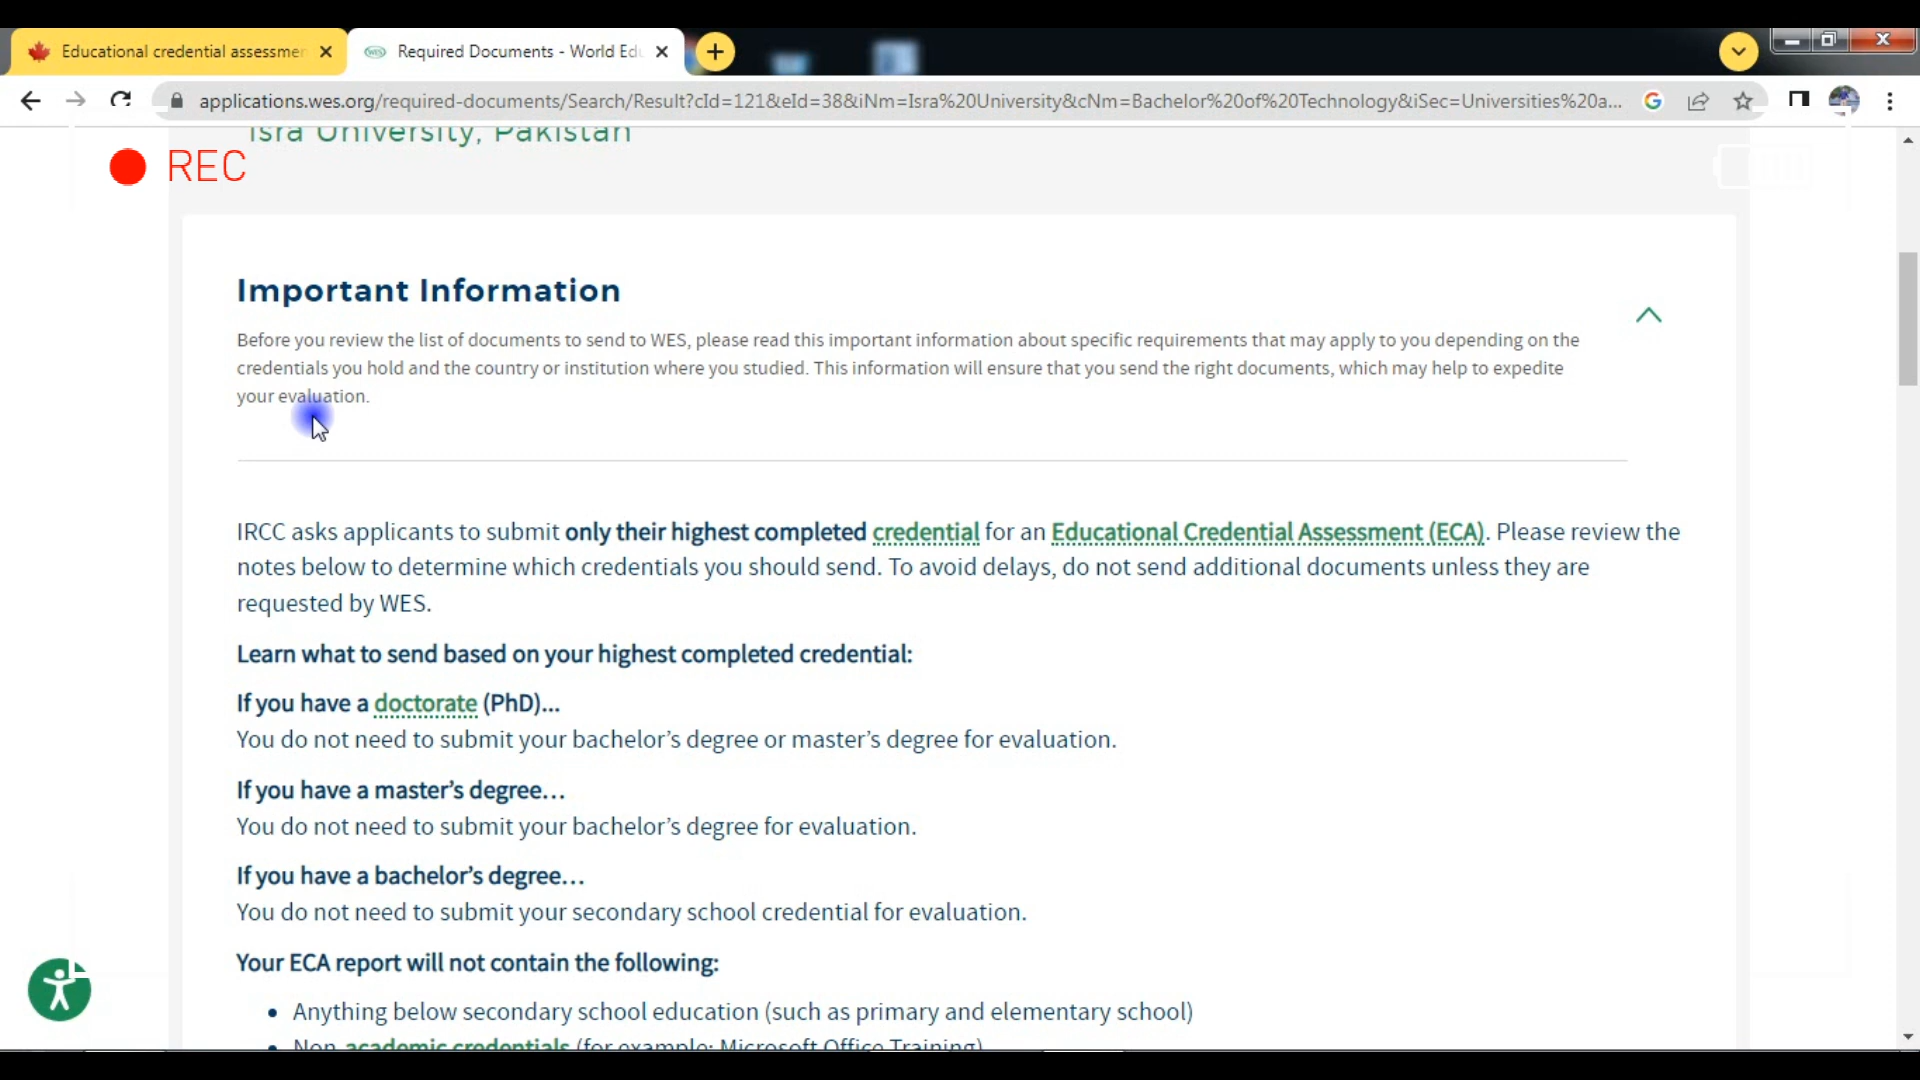 Educational credential assessmen
Required Documents - World Edu
applications.wes.org/required-documents/Search/Result?cId=121&eId=38&iNm=Isra%20University&cNm=Bachelor%20of%20Technology&iSec=Universities%20a...
Isra University, Pakistan
REC
Important Information
Before you review the list of documents to send to WES, please read this important information about specific requirements that may apply to you depending on the
credentials you hold and the country or institution where you studied. This information will ensure that you send the right documents, which may help to expedite
your evaluation.
IRCC asks applicants to submit only their highest completed credential for an Educational Credential Assessment (ECA). Please review the
notes below to determine which credentials you should send. To avoid delays, do not send additional documents unless they are
requested by WES.
Learn what to send based on your highest completed credential:
If you have a doctorate (PhD)...
You do not need to submit your bachelor’s degree or master’s degree for evaluation.
If you have a master’s degree…
You do not need to submit your bachelor’s degree for evaluation.
If you have a bachelor’s degree…
You do not need to submit your secondary school credential for evaluation.
Your ECA report will not contain the following:
• Anything below secondary school education (such as primary and elementary school)
• Non-academic credentials (for example: Microsoft Office Training)